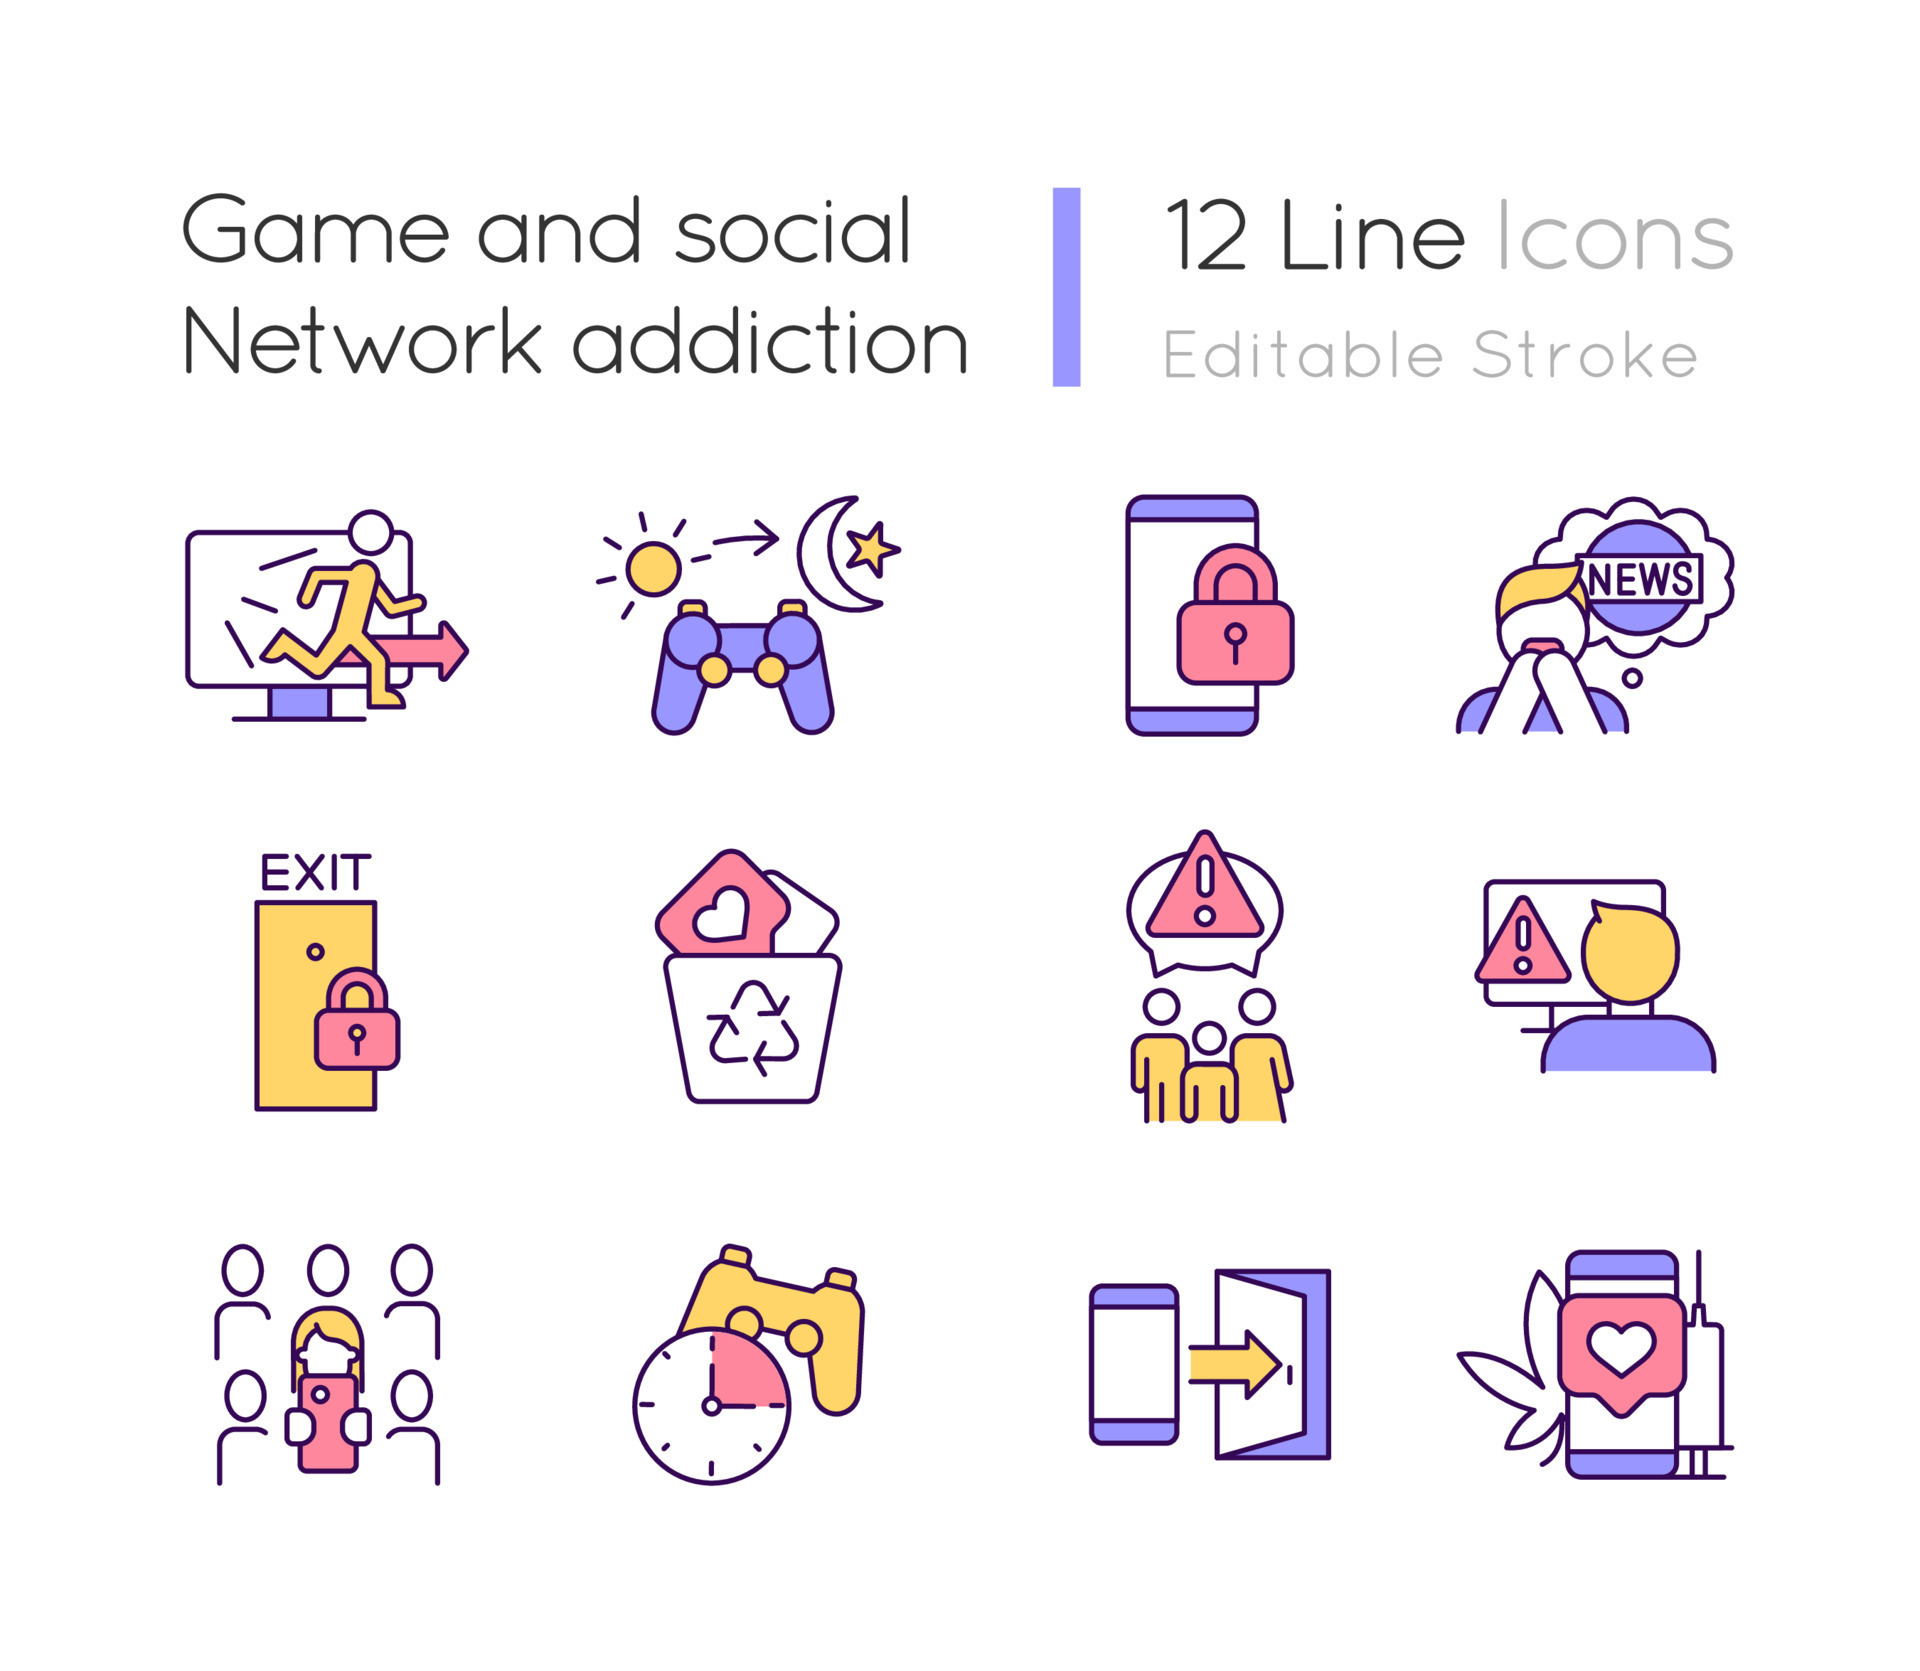 Game and social
Network addiction
12 Line Icons
Editable Stroke
NEWS
EXIT